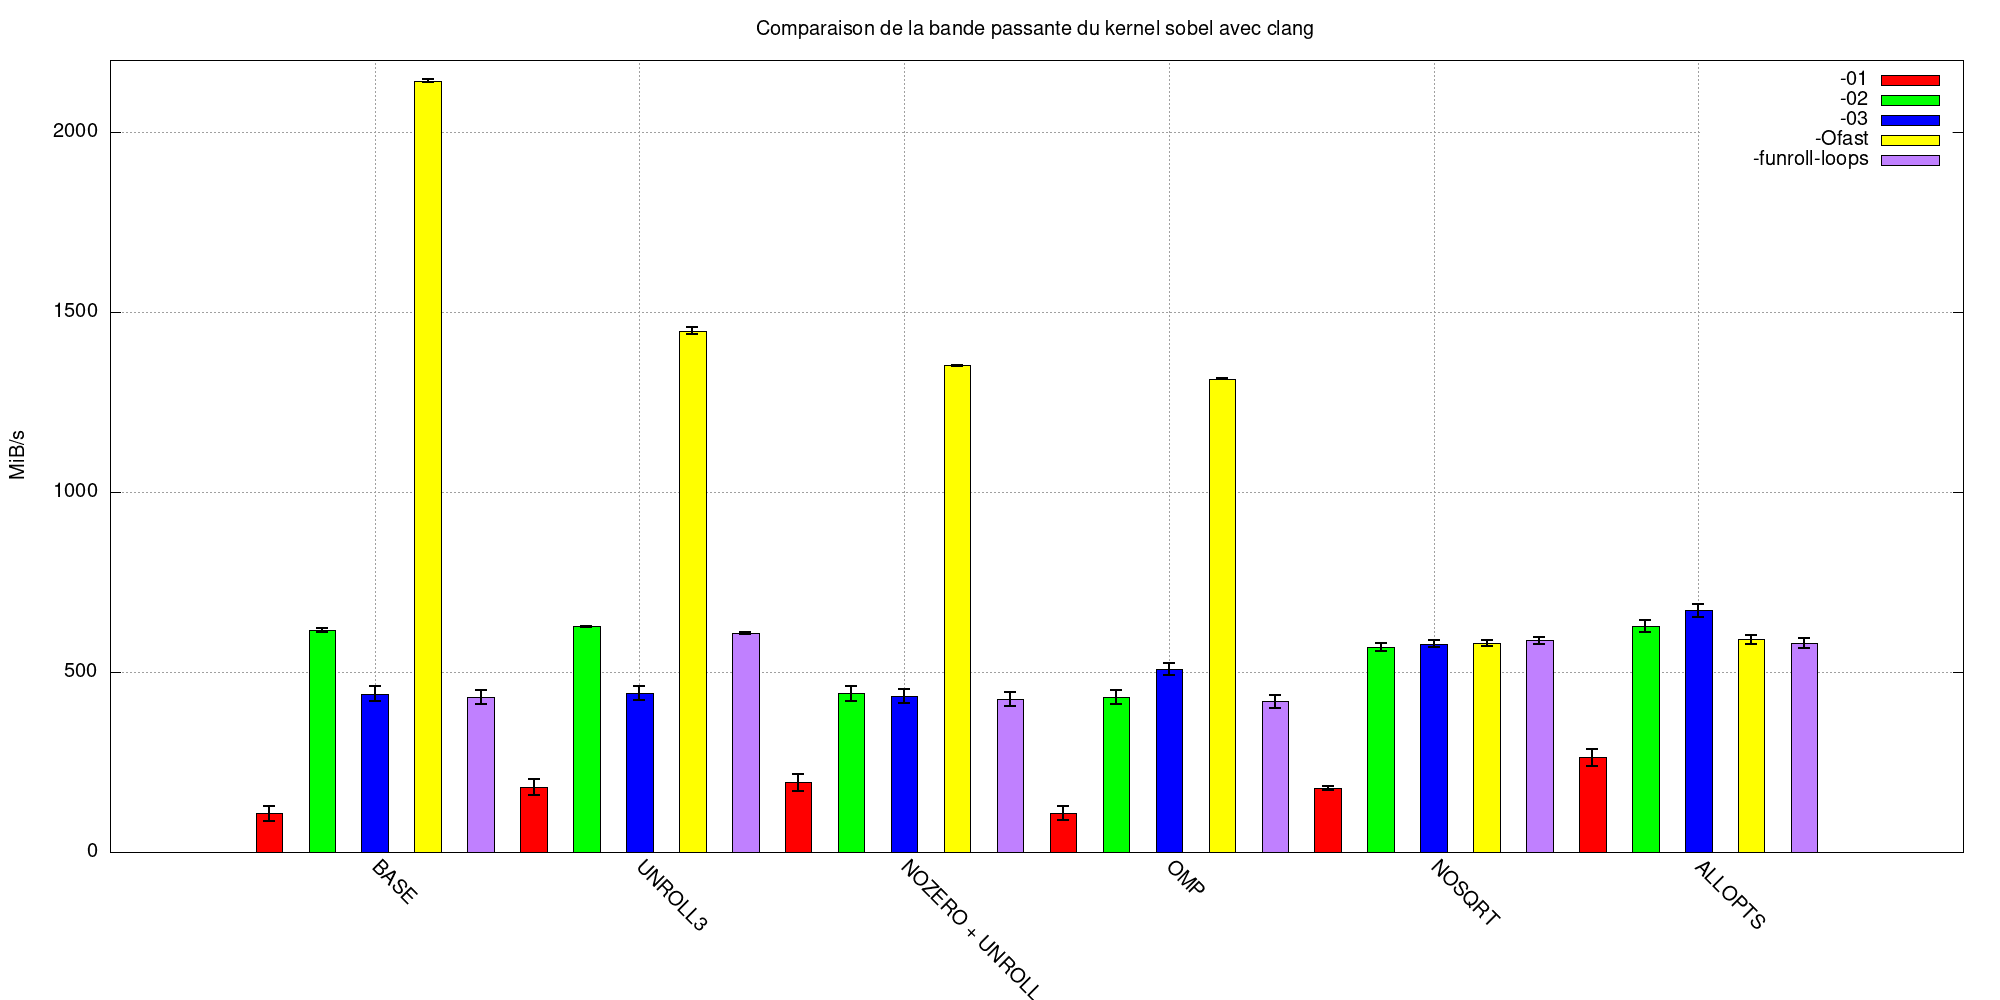 Comparaison de la bande passante du kernel sobel avec clang
-01
-02
-03
-Ofast
-funroll-loops
MiB/s
2000
1500
1000
500
0
BASE
UNROLL3
NOZERO + UNROLL
OMP
NOSQRT
ALLOPTS